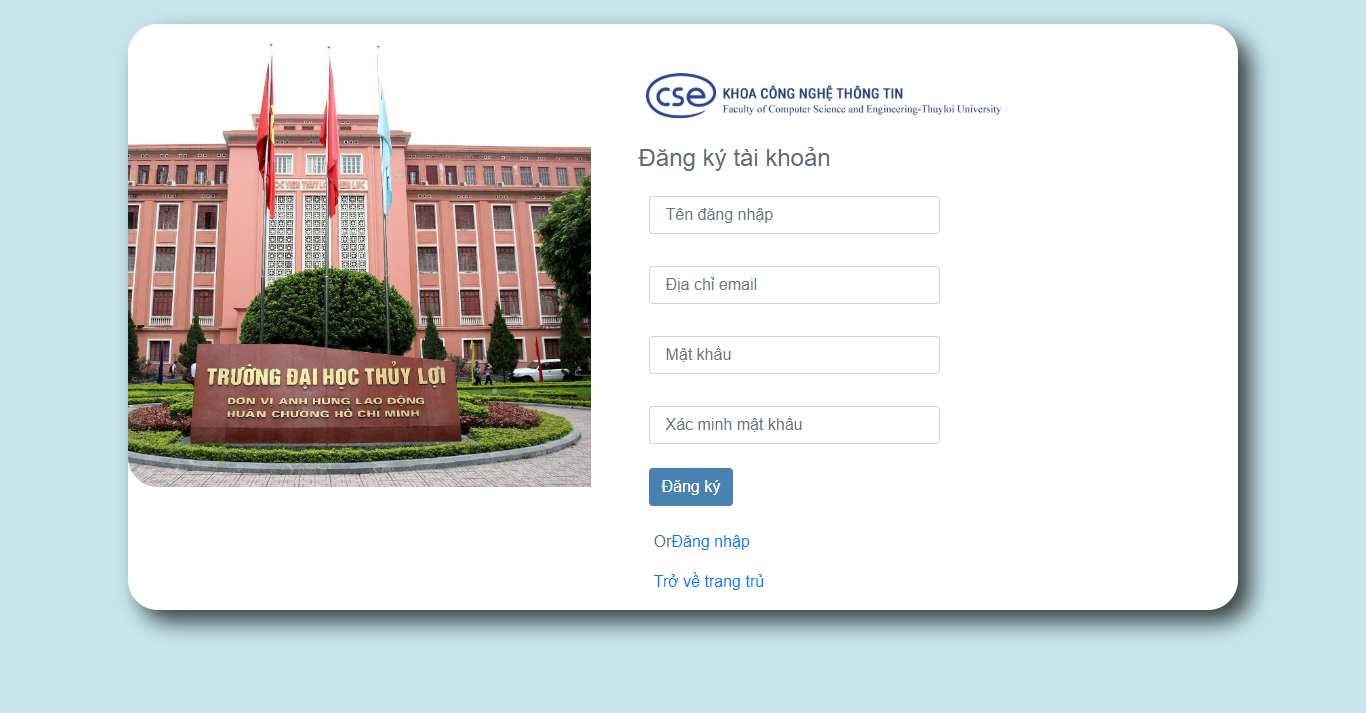 TRƯỜNG ĐẠI HỌC THỦY LỢI
ĐƠN VỊ ANH HÙNG LAO ĐỘNG
HUÂN CHƯƠNG HỒ CHÍ MINH
cse
KHOA CÔNG NGHỆ THÔNG TIN
Faculty of Computer Science and Engineering-Thuyloi University
Đăng ký tài khoản
Tên đăng nhập
Địa chỉ email
Mật khẩu
Xác minh mật khẩu
Đăng ký
OrĐăng nhập
Trở về trang trủ